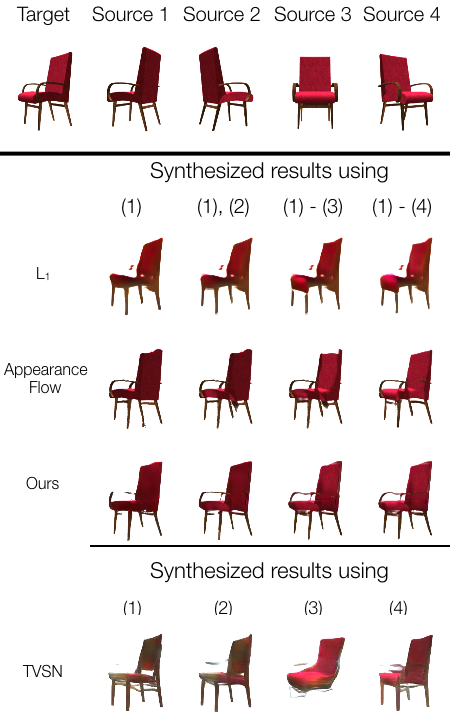 Target Source 1 Source 2 Source 3 Source 4
Synthesized results using
(1) (1), (2) (1) - (3) (1) - (4)
L₁
Appearance
Flow
Ours
Synthesized results using
(1) (2) (3) (4)
TVSN